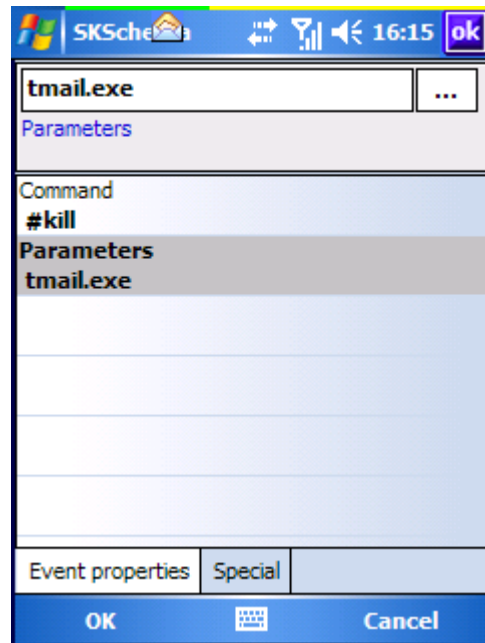 SKSche a 16:15 ok
tmail.exe ...
Parameters
Command
#kill
Parameters
tmail.exe
Event properties Special
OK Cancel